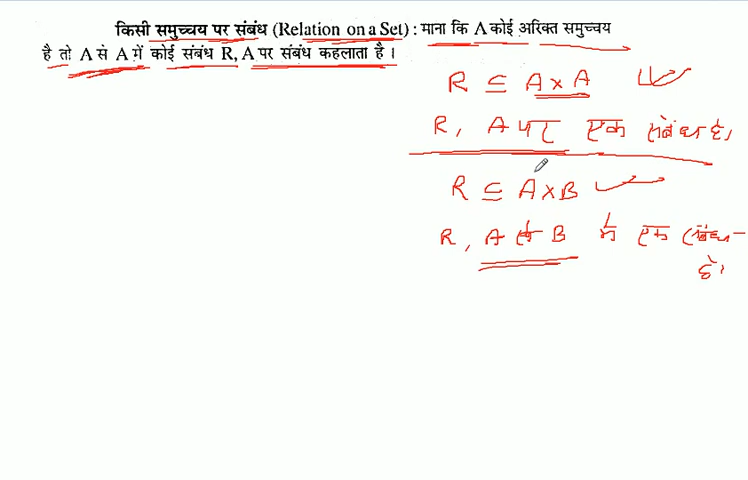 किसी समुच्चय पर संबंध (Relation on a Set) : माना कि A कोई अरिक्त समुच्चय
है तो A से A में कोई संबंध R, A पर संबंध कहलाता है ।
R ⊆ A × A
R, A पर एक संबंध है।
R ⊆ A × B
R, A से B में एक संबंध
है।